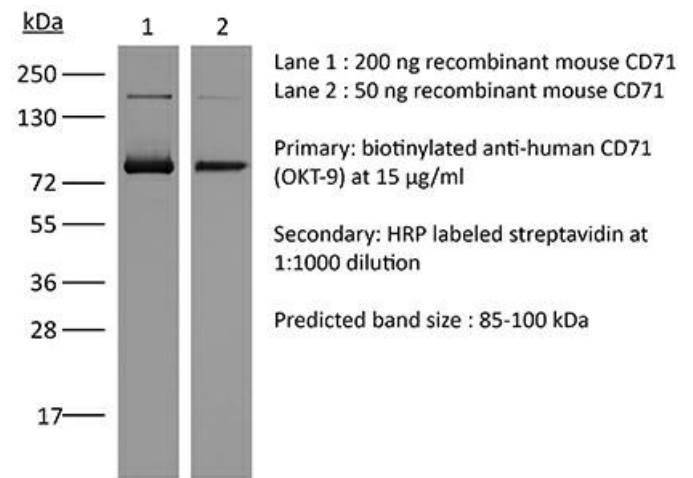 kDa
1 2
250
130
72
55
36
28
17
Lane 1 : 200 ng recombinant mouse CD71
Lane 2 : 50 ng recombinant mouse CD71
Primary: biotinylated anti-human CD71
(OKT-9) at 15 µg/ml
Secondary: HRP labeled streptavidin at
1:1000 dilution
Predicted band size : 85-100 kDa